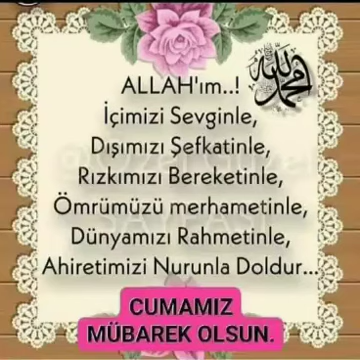 ALLAH'ım..!
İçimizi Sevginle,
Dışımızı Şefkatinle,
Rızkımızı Bereketinle,
Ömrümüzü merhametinle,
Dünyamızı Rahmetinle,
Ahiretimizi Nurunla Doldur...
CUMAMIZ
MÜBAREK OLSUN.